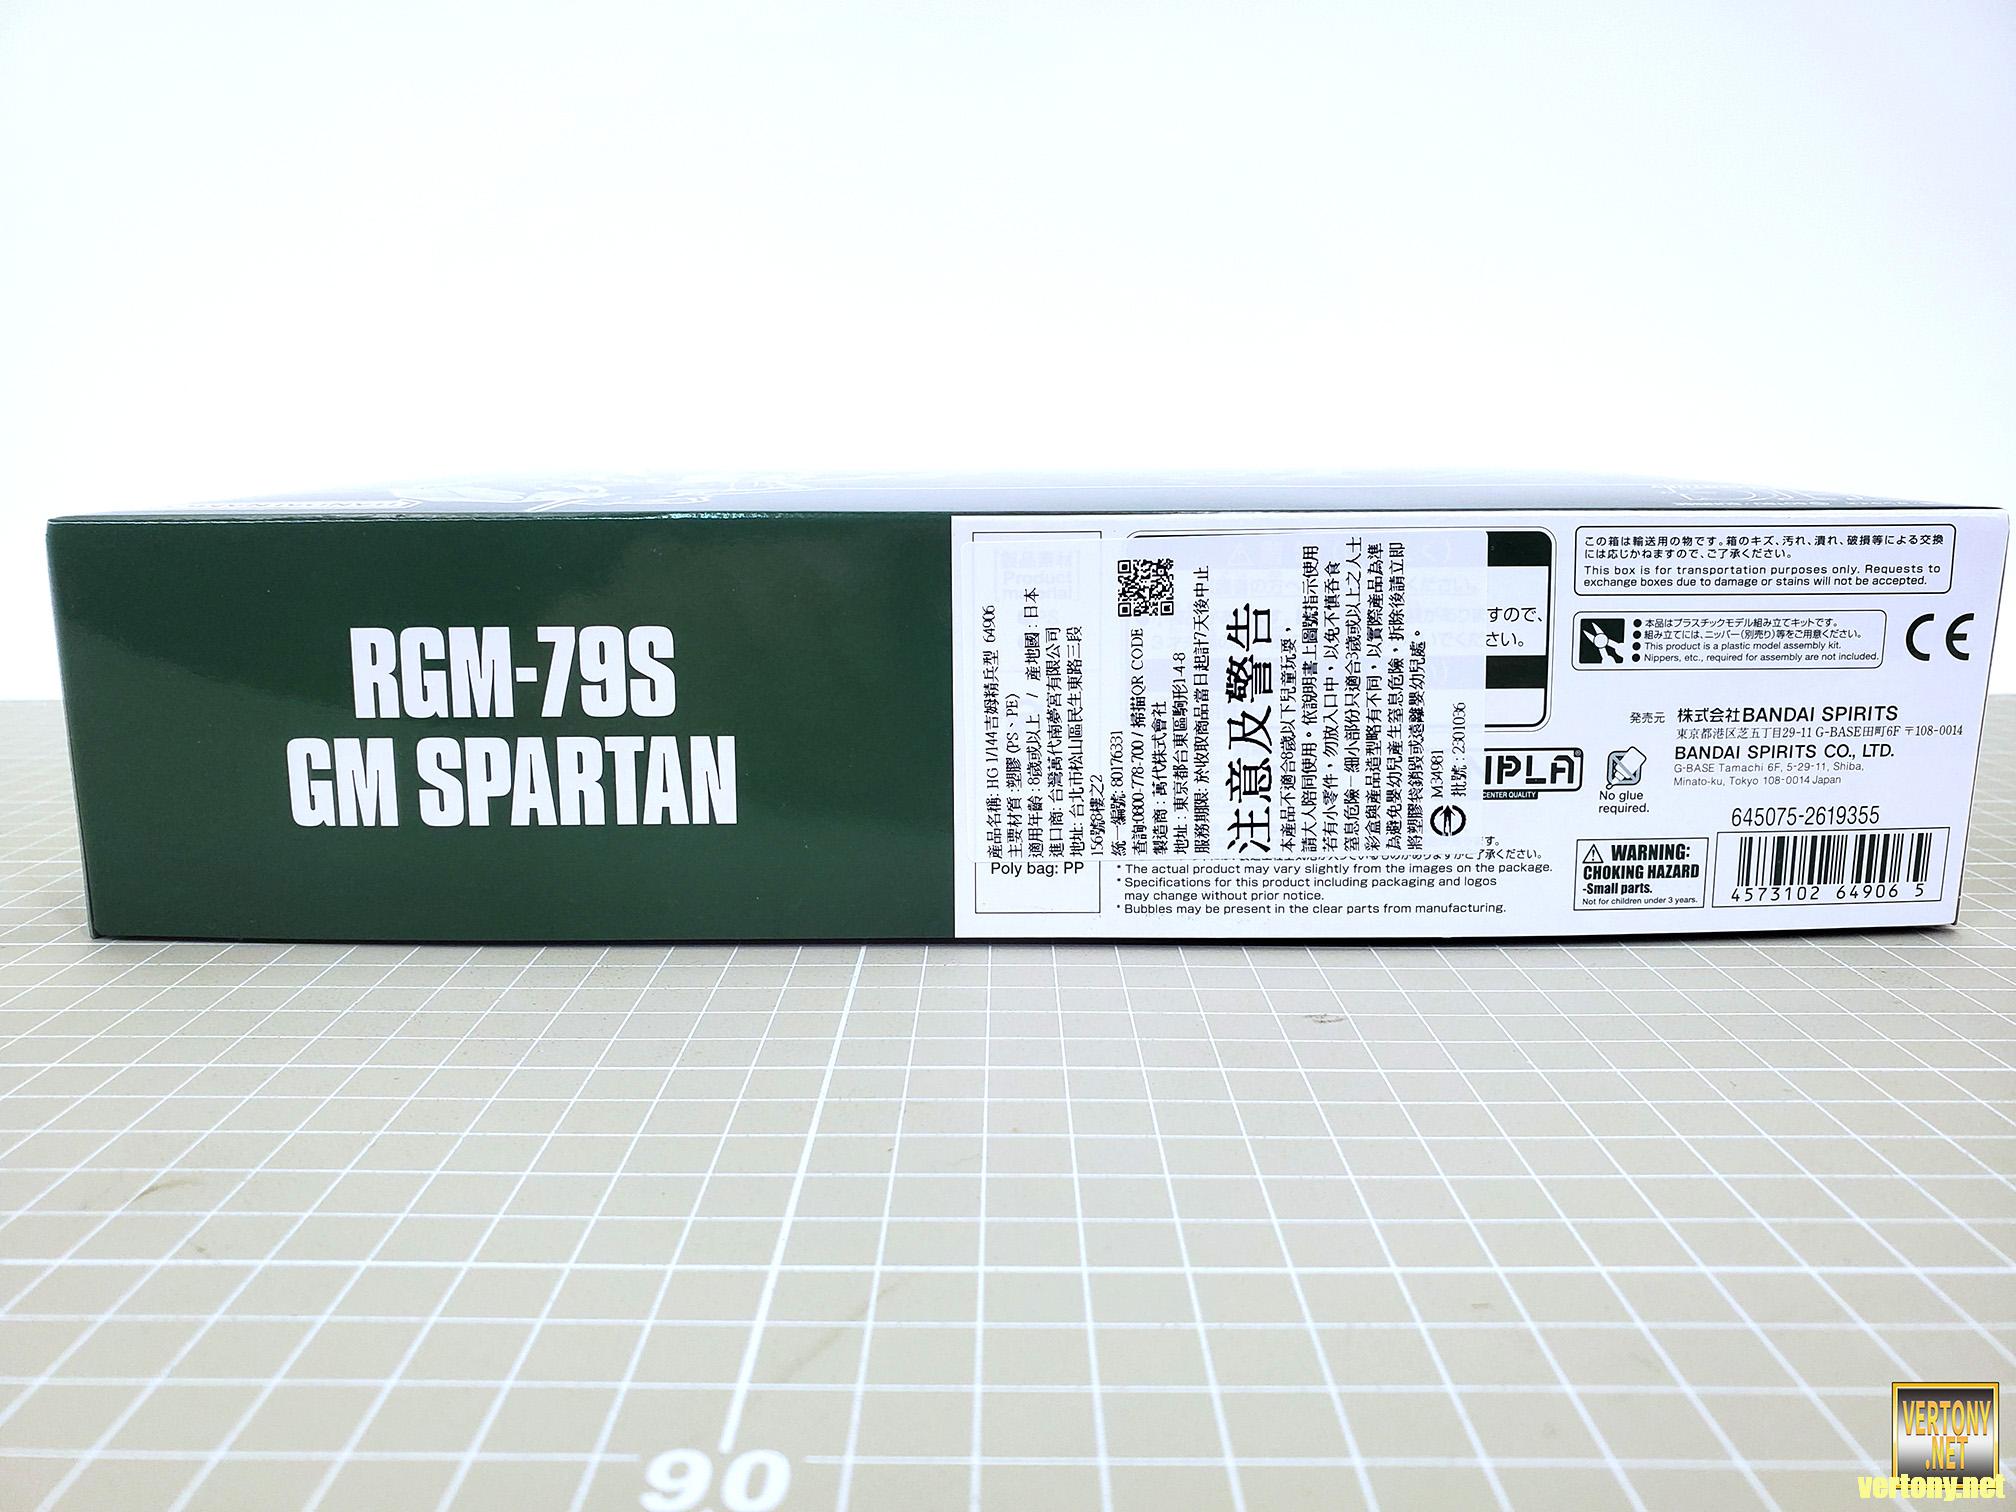 RGM-79S
GM SPARTAN
產品名稱: HG 1/144 吉姆精兵型 64906
主要材質: 塑膠 (PS、PE)
適用年齡: 8歲或以上 / 產地國: 日本
進口商: 台灣萬代南夢宮有限公司
地址: 台北市松山區民生東路三段
156號8樓之2
統一編號: 80176331
查詢:0800-778-700 / 掃描QR CODE
製造商: 萬代株式會社
地址: 東京都台東區駒形1-4-8
服務期限: 於收取商品當日起計7天後中止
注意及警告
本產品不適合8歲以下兒童玩耍，
請大人陪同使用。依說明書上圖號指示使用
若有小零件，勿放入口中，以免不慎吞食
窒息危險－細小部份只適合3歲或以上之人士
彩盒與產品造型略有不同，以實際產品為準
為避免嬰幼兒產生窒息危險，拆除後請立即
將塑膠袋銷毀或遠離嬰幼兒處。
M34981
批號: 2301036
Product
material
Poly bag: PP
すので、
さい。
す。
了承ください。
* The actual product may vary slightly from the images on the package.
* Specifications for this product including packaging and logos
may change without prior notice.
* Bubbles may be present in the clear parts from manufacturing.
NPLA
CENTER QUALITY
この箱は輸送用の物です。箱のキズ、汚れ、潰れ、破損等による交換
には応じかねますので、ご了承ください。
This box is for transportation purposes only. Requests to
exchange boxes due to damage or stains will not be accepted.
● 本品はプラスチックモデル組み立てキットです。
● 組み立てには、ニッパー(別売り)等をご用意ください。
● This product is a plastic model assembly kit.
● Nippers, etc., required for assembly are not included.
CE
発売元 株式会社BANDAI SPIRITS
東京都港区芝五丁目29-11 G-BASE田町6F 〒108-0014
BANDAI SPIRITS CO., LTD.
G-BASE Tamachi 6F, 5-29-11, Shiba,
Minato-ku, Tokyo 108-0014 Japan
No glue
required.
645075-2619355
WARNING:
CHOKING HAZARD
-Small parts.
Not for children under 3 years.
4573102 64906 5
90
VERTONY
.NET
vertony.net